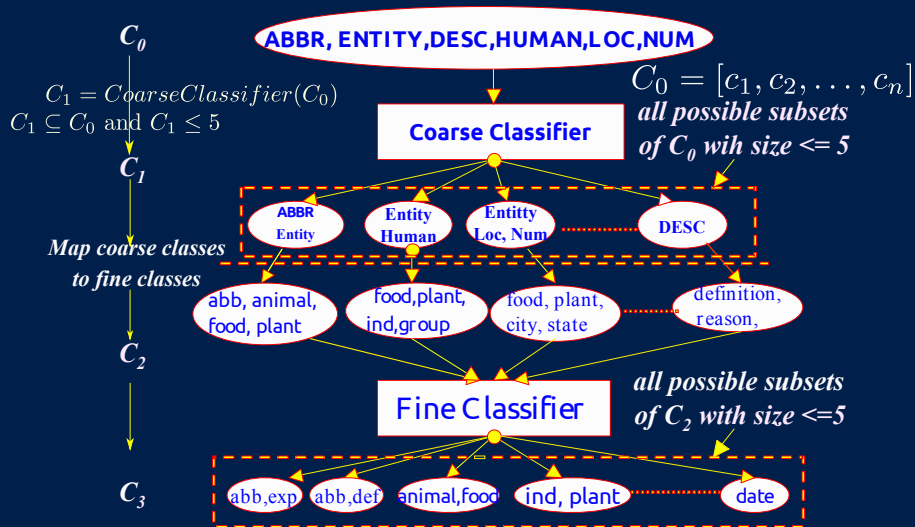 C₀
ABBR, ENTITY,DESC,HUMAN,LOC,NUM
C₀ = [c₁, c₂, . . . , cₙ]
C₁ = CoarseClassifier(C₀)
C₁ ⊆ C₀ and C₁ ≤ 5
all possible subsets
of C₀ wih size <= 5
Coarse Classifier
C₁
ABBR
Entity
Entity
Human
Entitty
Loc, Num
DESC
Map coarse classes
to fine classes
abb, animal,
food, plant
food,plant,
ind,group
food, plant,
city, state
definition,
reason,
C₂
Fine Classifier
all possible subsets
of C₂ with size <=5
C₃
abb,exp
abb,def
animal,food
ind, plant
date